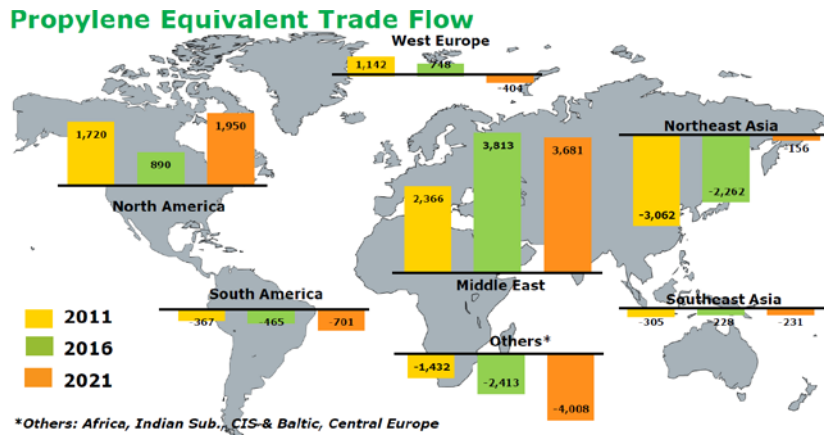 Propylene Equivalent Trade Flow
West Europe
1,142
748
-404
1,720
890
1,950
North America
3,813
3,681
2,366
Middle East
Northeast Asia
-156
-2,262
-3,062
South America
-367
-465
-701
Southeast Asia
-305
228
-231
Others*
-1,432
-2,413
-4,008
2011
2016
2021
*Others: Africa, Indian Sub., CIS & Baltic, Central Europe